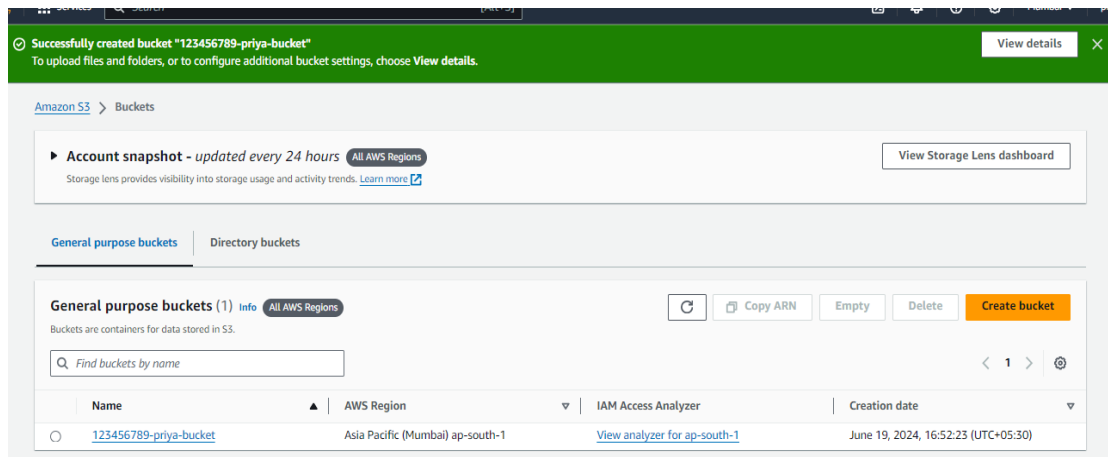 Services Search [Alt+S] Mumbai
Successfully created bucket "123456789-priya-bucket"
To upload files and folders, or to configure additional bucket settings, choose View details.
View details
Amazon S3 > Buckets
Account snapshot - updated every 24 hours All AWS Regions
View Storage Lens dashboard
Storage lens provides visibility into storage usage and activity trends. Learn more
General purpose buckets Directory buckets
General purpose buckets (1) Info All AWS Regions
Copy ARN Empty Delete Create bucket
Buckets are containers for data stored in S3.
Find buckets by name
1
Name AWS Region IAM Access Analyzer Creation date
123456789-priya-bucket Asia Pacific (Mumbai) ap-south-1 View analyzer for ap-south-1 June 19, 2024, 16:52:23 (UTC+05:30)